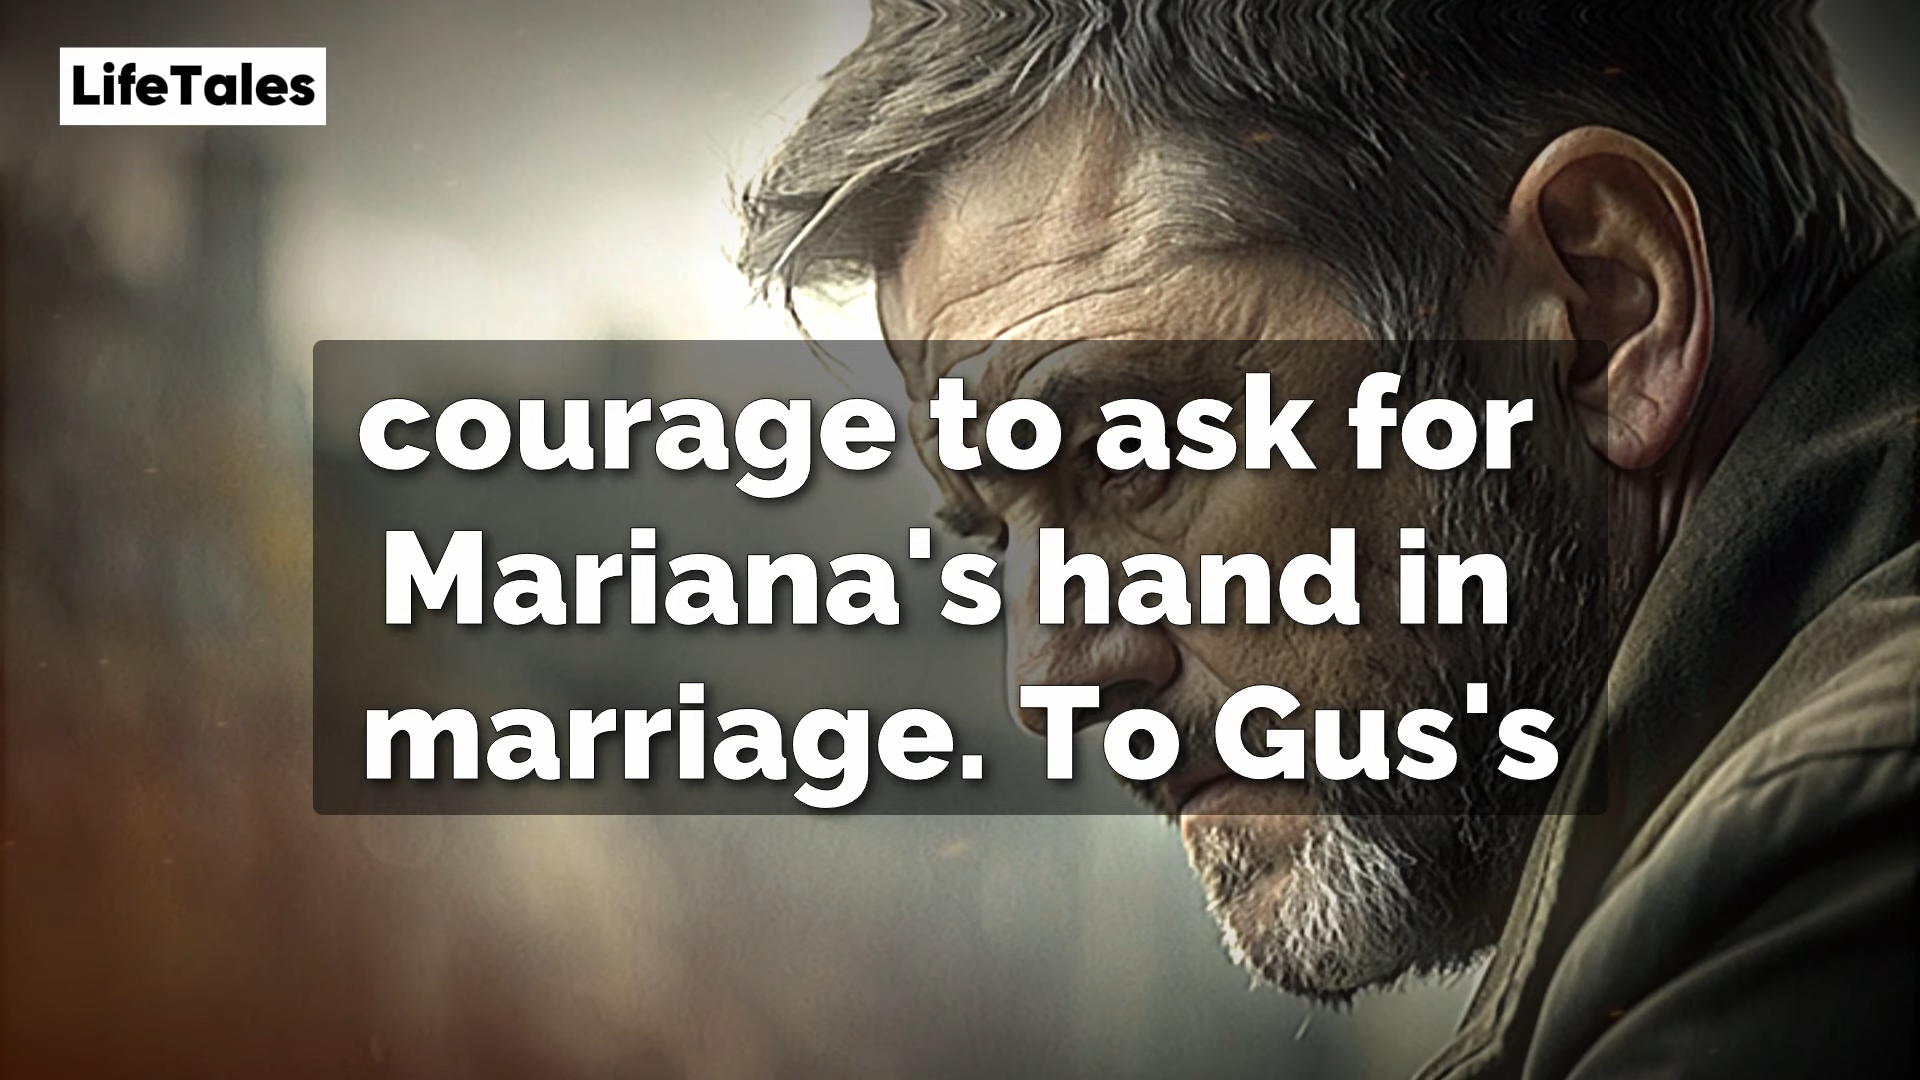 LifeTales
courage to ask for
Mariana's hand in
marriage. To Gus's